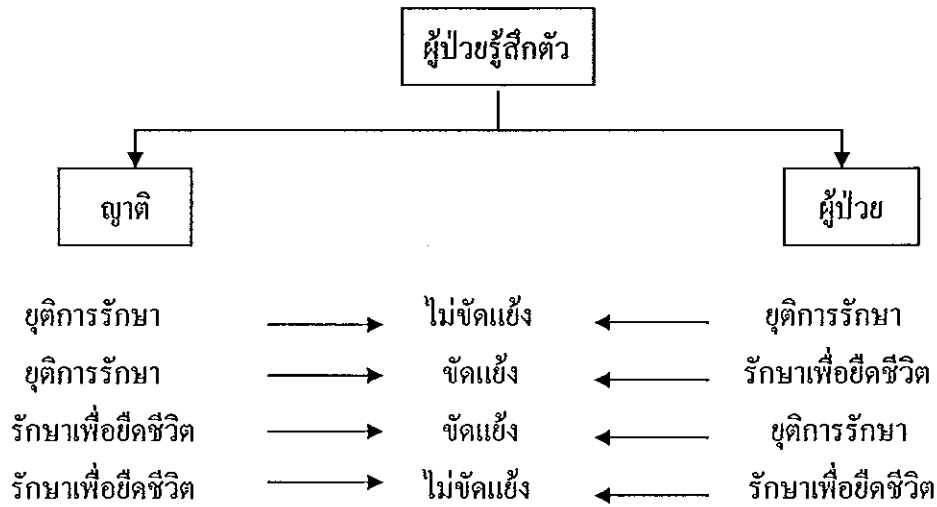 ผู้ป่วยรู้สึกตัว
ญาติ ผู้ป่วย
ยุติการรักษา ไม่ขัดแย้ง ยุติการรักษา
ยุติการรักษา ขัดแย้ง รักษาเพื่อยืดชีวิต
รักษาเพื่อยืดชีวิต ขัดแย้ง ยุติการรักษา
รักษาเพื่อยืดชีวิต ไม่ขัดแย้ง รักษาเพื่อยืดชีวิต